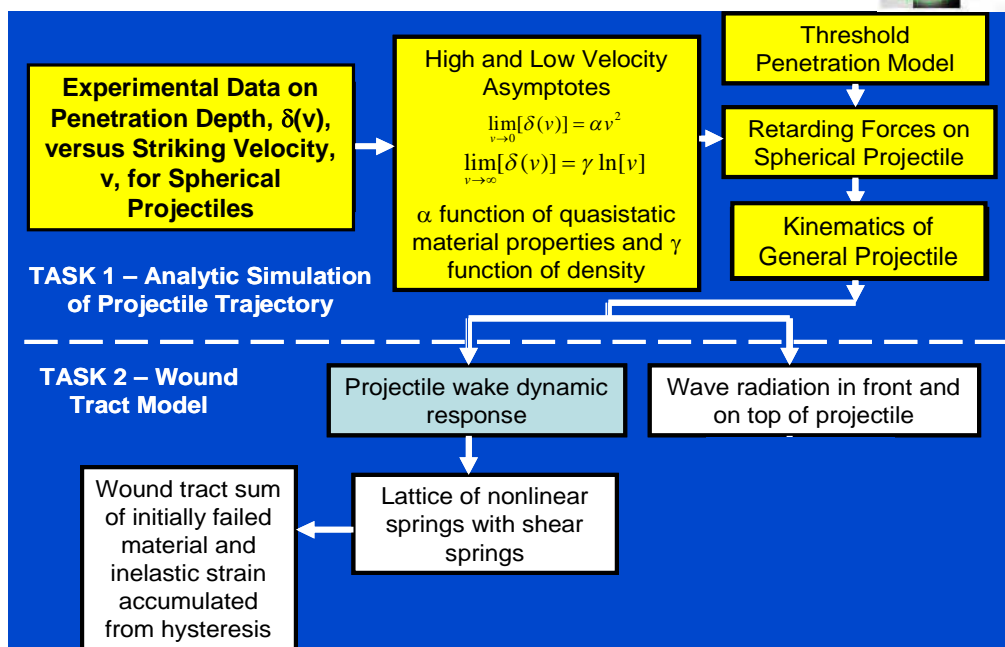 Experimental Data on
Penetration Depth, δ(v),
versus Striking Velocity,
v, for Spherical
Projectiles
High and Low Velocity
Asymptotes
lim[δ(v)] = αv²
v→0
lim[δ(v)] = γ ln[v]
v→∞
α function of quasistatic
material properties and γ
function of density
Threshold
Penetration Model
Retarding Forces on
Spherical Projectile
Kinematics of
General Projectile
TASK 1 – Analytic Simulation
of Projectile Trajectory
TASK 2 – Wound
Tract Model
Projectile wake dynamic
response
Wave radiation in front and
on top of projectile
Lattice of nonlinear
springs with shear
springs
Wound tract sum
of initially failed
material and
inelastic strain
accumulated
from hysteresis